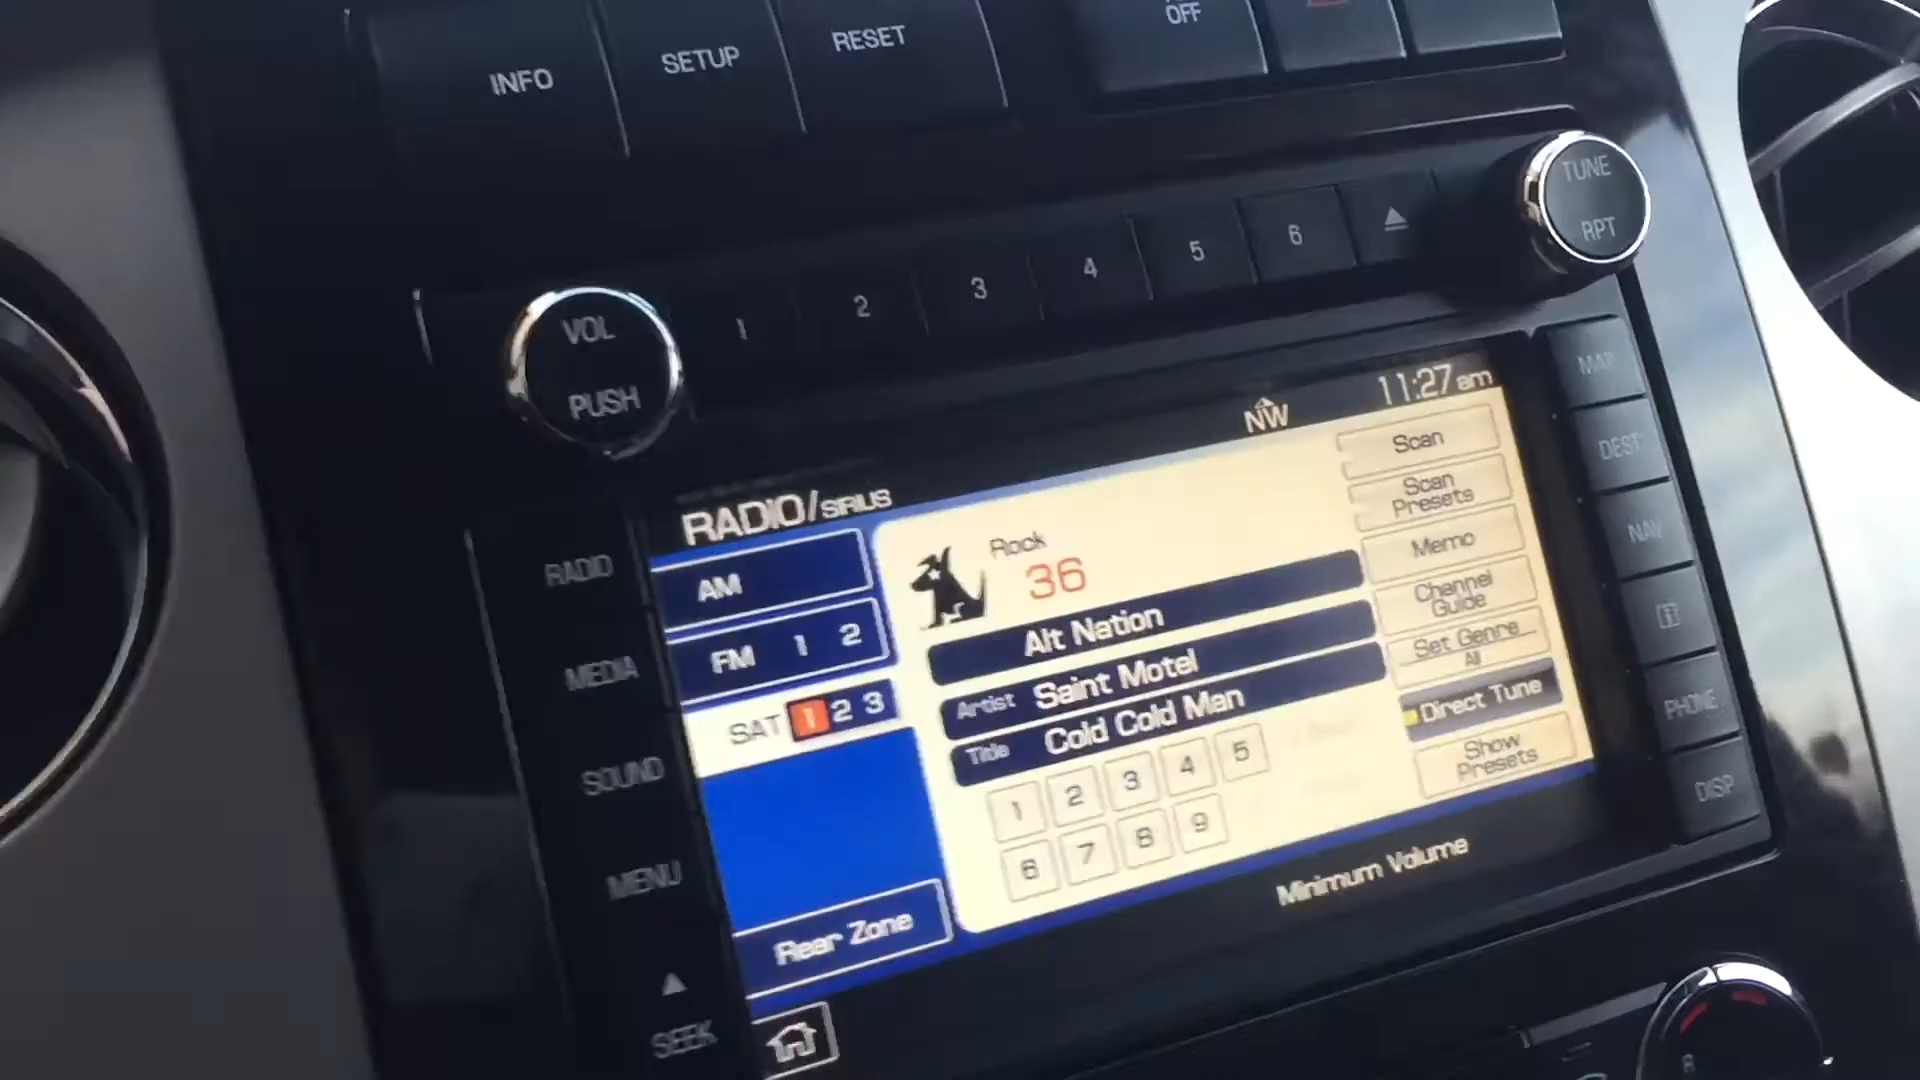 INFO
SETUP
RESET
OFF
TUNE
RPT
VOL
PUSH
1 2 3 4 5 6
NW
11:27am
RADIO/SIRIUS
AM
FM 1 2
SAT 1 2 3
Rear Zone
Rock
36
Alt Nation
Artist Saint Motel
Title Cold Cold Man
1 2 3 4 5
6 7 8 9
Scan
Scan
Presets
Memo
Channel
Guide
Set Genre
All
Direct Tune
Show
Presets
Minimum Volume
RADIO
MEDIA
SOUND
MENU
SEEK
MAP
DEST
NAV
i
PHONE
DISP